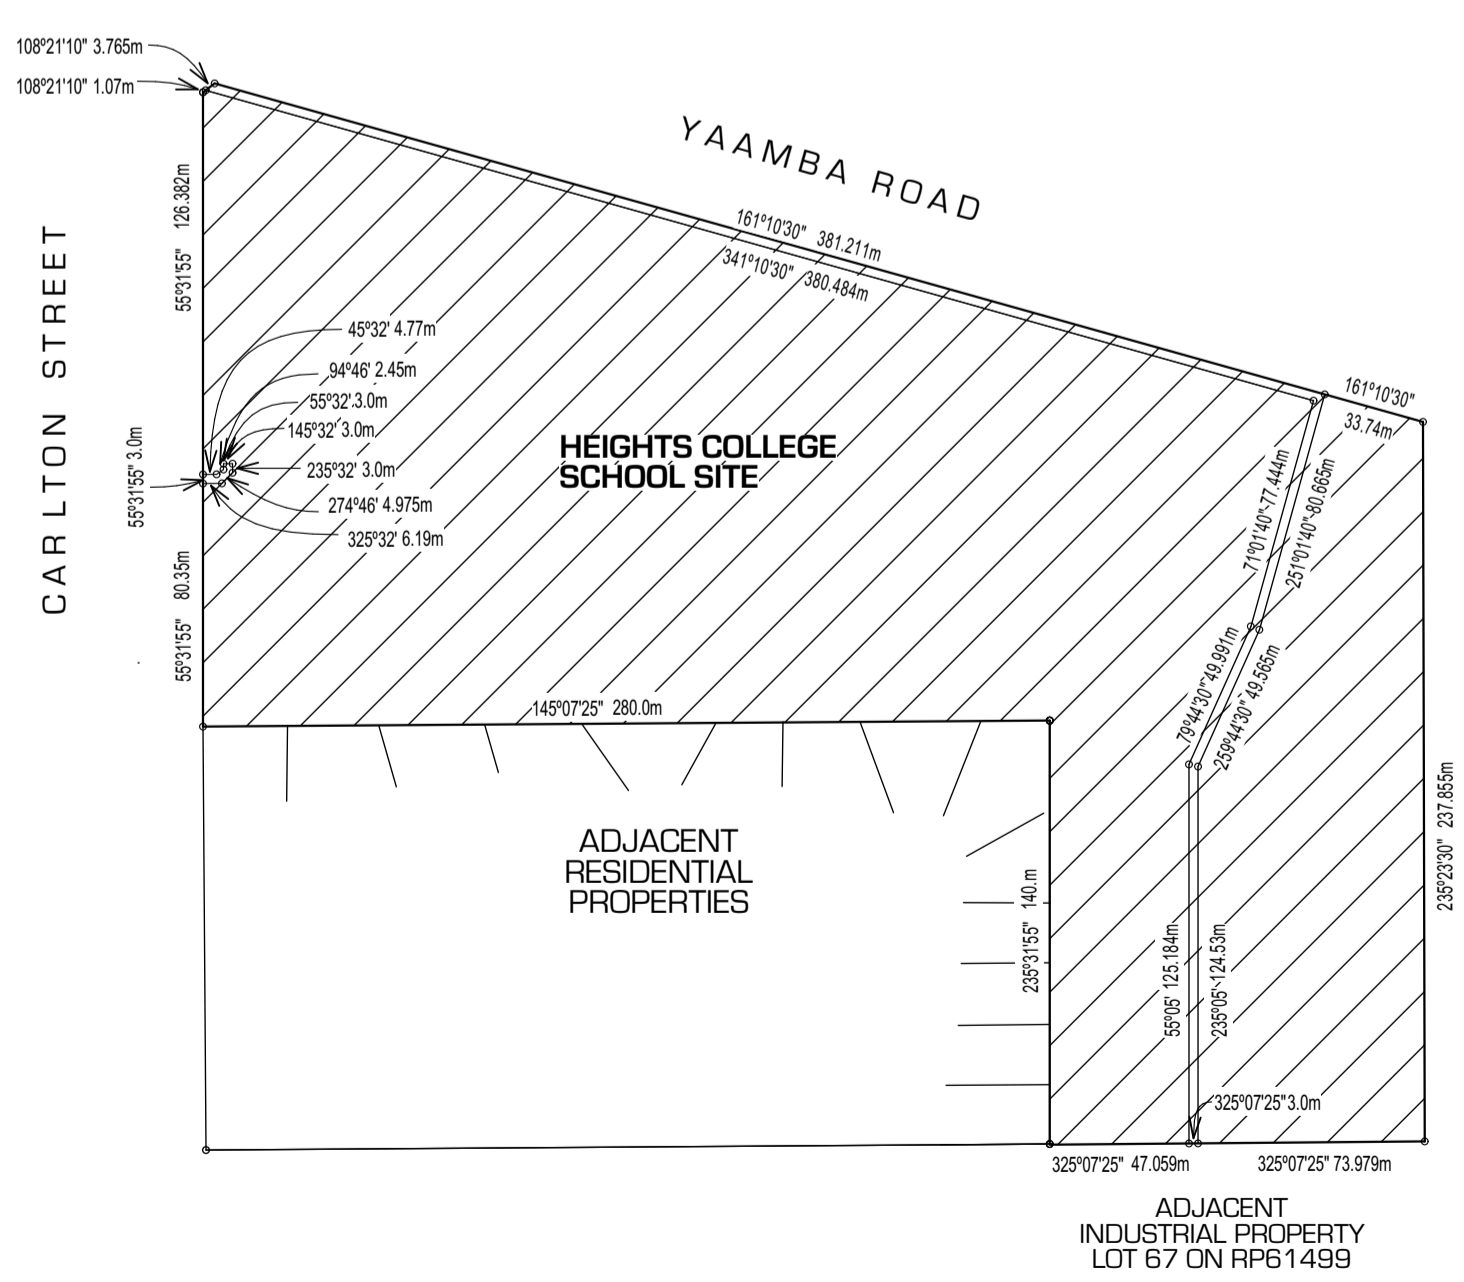 108º21'10" 3.765m
108º21'10" 1.07m
YAAMBA ROAD
161º10'30" 381.211m
341º10'30" 380.484m
CARLTON STREET
55º31'55" 126.382m
45º32' 4.77m
94º46' 2.45m
55º32' 3.0m
145º32' 3.0m
235º32' 3.0m
274º46' 4.975m
325º32' 6.19m
55º31'55" 3.0m
55º31'55" 80.35m
HEIGHTS COLLEGE
SCHOOL SITE
161º10'30"
33.74m
71º01'40" 77.444m
251º01'40" 80.665m
79º44'30" 49.991m
259º44'30" 49.565m
145º07'25" 280.0m
ADJACENT
RESIDENTIAL
PROPERTIES
235º31'55" 140.m
55º05' 125.184m
235º05' 124.53m
235º23'30" 237.855m
325º07'25" 3.0m
325º07'25" 47.059m
325º07'25" 73.979m
ADJACENT
INDUSTRIAL PROPERTY
LOT 67 ON RP61499